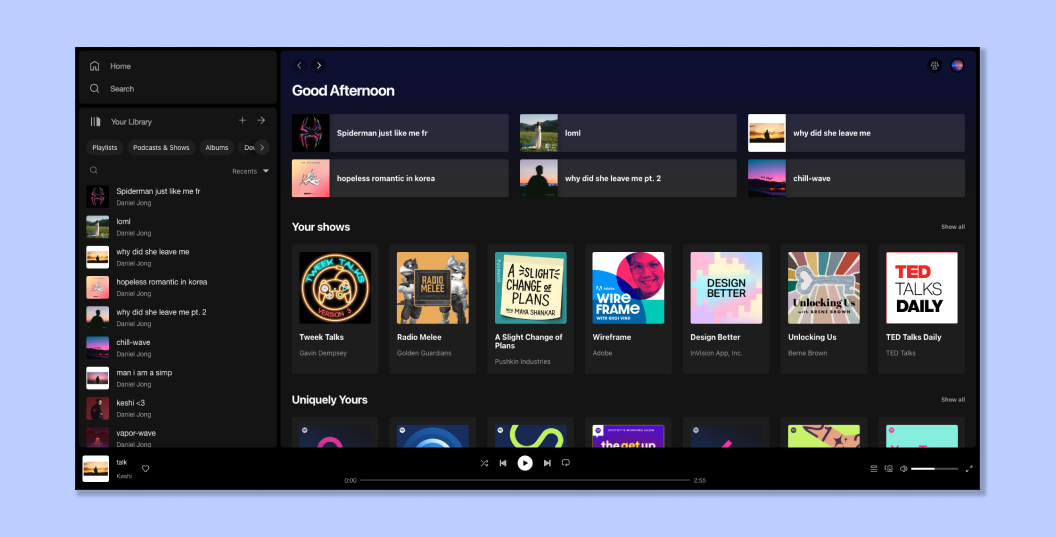 Home
Search
Your Library
Playlists
Podcasts & Shows
Albums
Recents
Spiderman just like me fr
Daniel Jong
loml
Daniel Jong
why did she leave me
Daniel Jong
hopeless romantic in korea
Daniel Jong
why did she leave me pt. 2
Daniel Jong
chill-wave
Daniel Jong
man i am a simp
Daniel Jong
keshi <3
Daniel Jong
vapor-wave
Daniel Jong
Good Afternoon
Spiderman just like me fr
loml
why did she leave me
hopeless romantic in korea
why did she leave me pt. 2
chill-wave
Your shows
Show all
TWEEK TALKS
VERSION 3
Tweek Talks
Gavin Dempsey
RADIO
MELEE
Radio Melee
Golden Guardians
PUSHKIN
A SLIGHT
CHANGE OF
PLANS
WITH MAYA SHANKAR
A Slight Change of
Plans
Pushkin Industries
Adobe
WIRE
FRAME
WITH KHOI VINH
Wireframe
Adobe
DESIGN
BETTER
Design Better
InVision App, Inc.
Unlocking Us
with BRENÉ BROWN
Unlocking Us
Berne Brown
TED
TALKS
DAILY
TED Talks Daily
TED Talks
Uniquely Yours
Show all
the get up
talk
Keshi
0:00
2:55